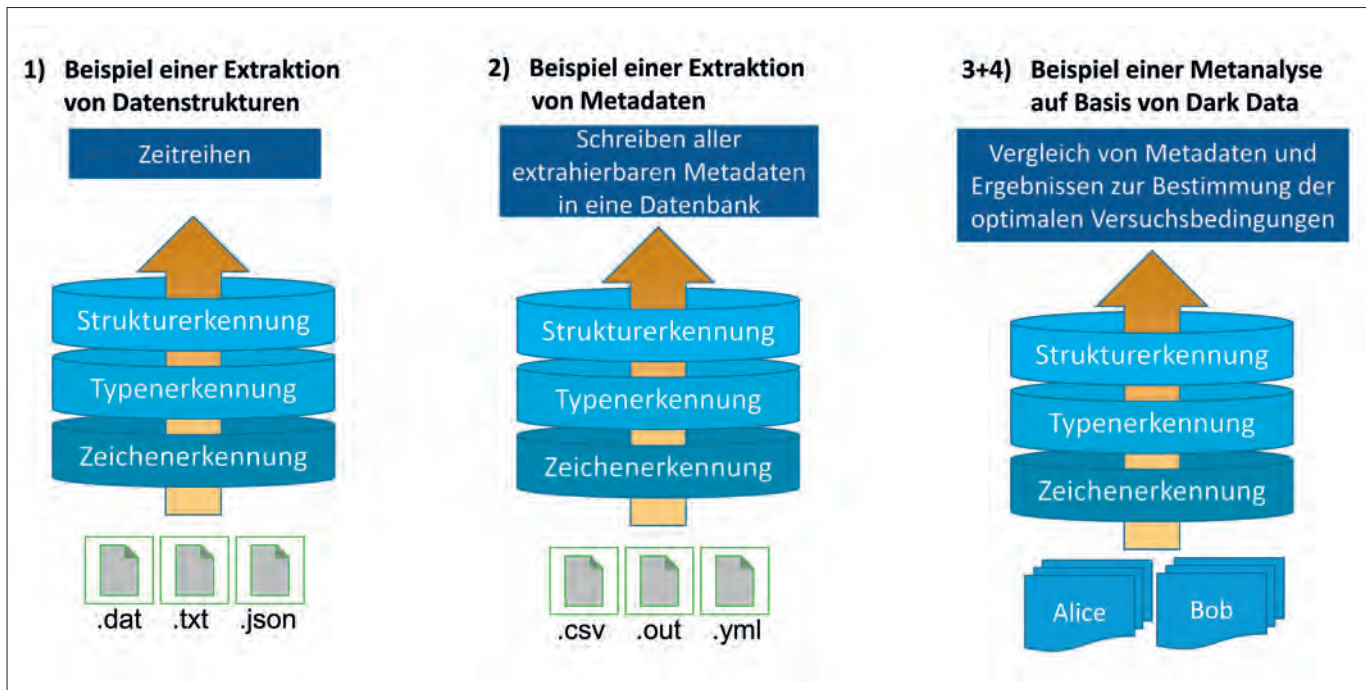 1) Beispiel einer Extraktion
von Datenstrukturen
Zeitreihen
Strukturerkennung
Typenerkennung
Zeichenerkennung
.dat .txt .json
2) Beispiel einer Extraktion
von Metadaten
Schreiben aller
extrahierbaren Metadaten
in eine Datenbank
Strukturerkennung
Typenerkennung
Zeichenerkennung
.csv .out .yml
3+4) Beispiel einer Metanalyse
auf Basis von Dark Data
Vergleich von Metadaten und
Ergebnissen zur Bestimmung der
optimalen Versuchsbedingungen
Strukturerkennung
Typenerkennung
Zeichenerkennung
Alice Bob